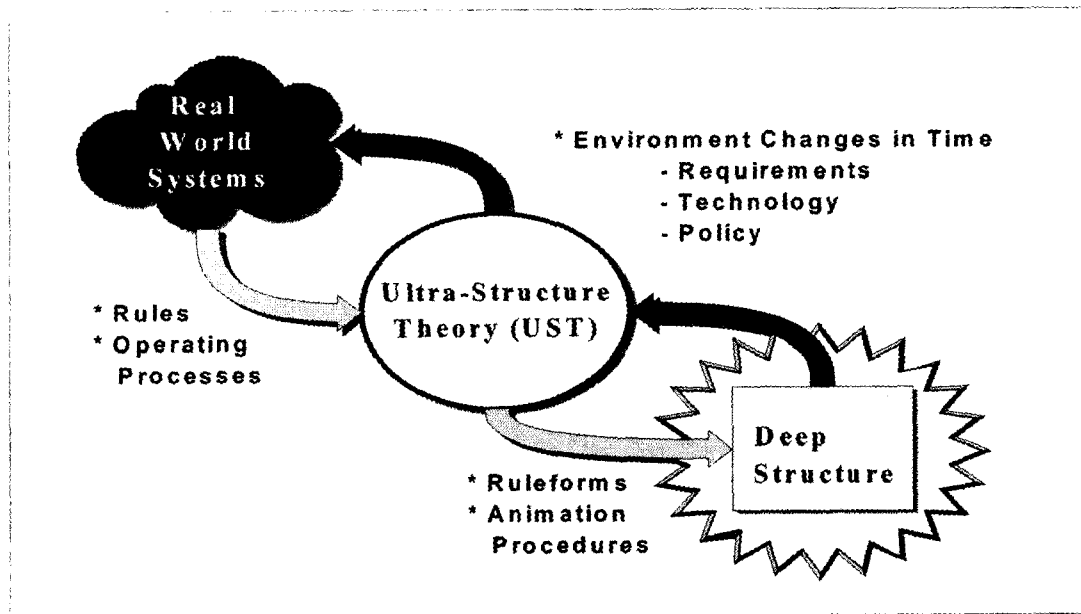 Real
World
Systems
* Environment Changes in Time
- Requirements
- Technology
- Policy
Ultra-Structure
Theory (UST)
* Rules
* Operating
Processes
Deep
Structure
* Ruleforms
* Animation
Procedures